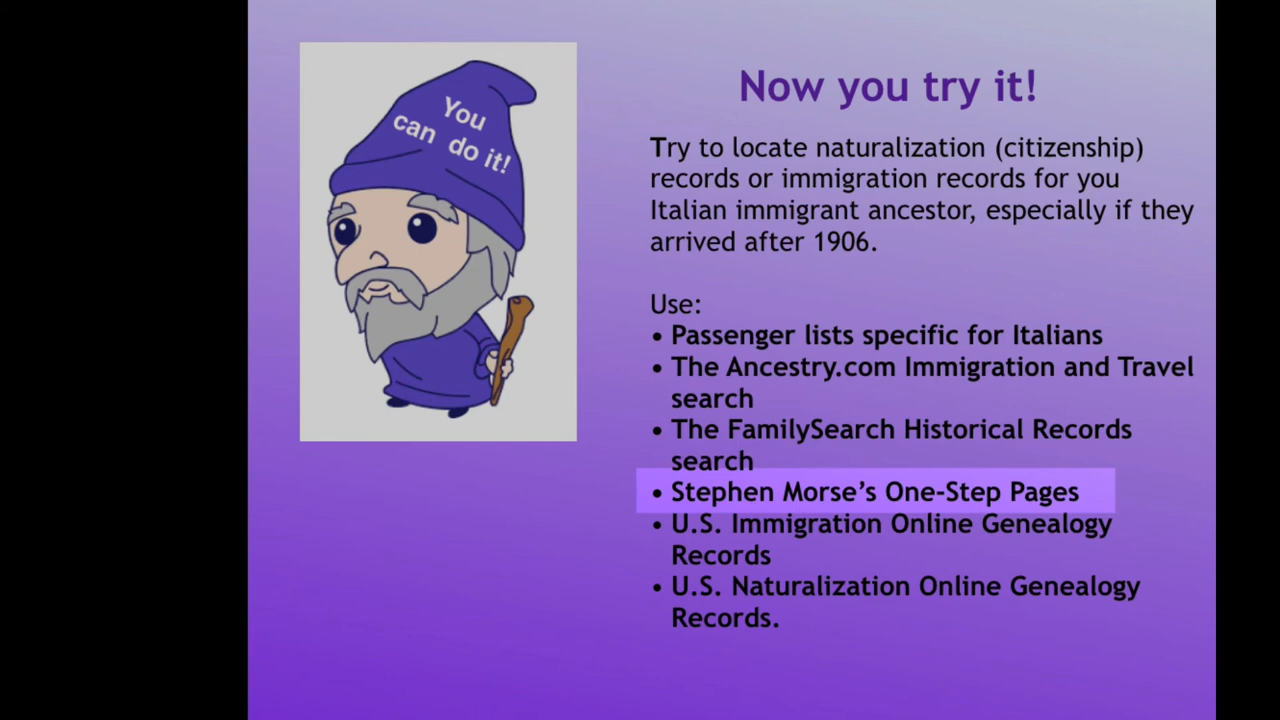 You
can do it!
Now you try it!
Try to locate naturalization (citizenship)
records or immigration records for you
Italian immigrant ancestor, especially if they
arrived after 1906.
Use:
• Passenger lists specific for Italians
• The Ancestry.com Immigration and Travel
search
• The FamilySearch Historical Records
search
• Stephen Morse’s One-Step Pages
• U.S. Immigration Online Genealogy
Records
• U.S. Naturalization Online Genealogy
Records.